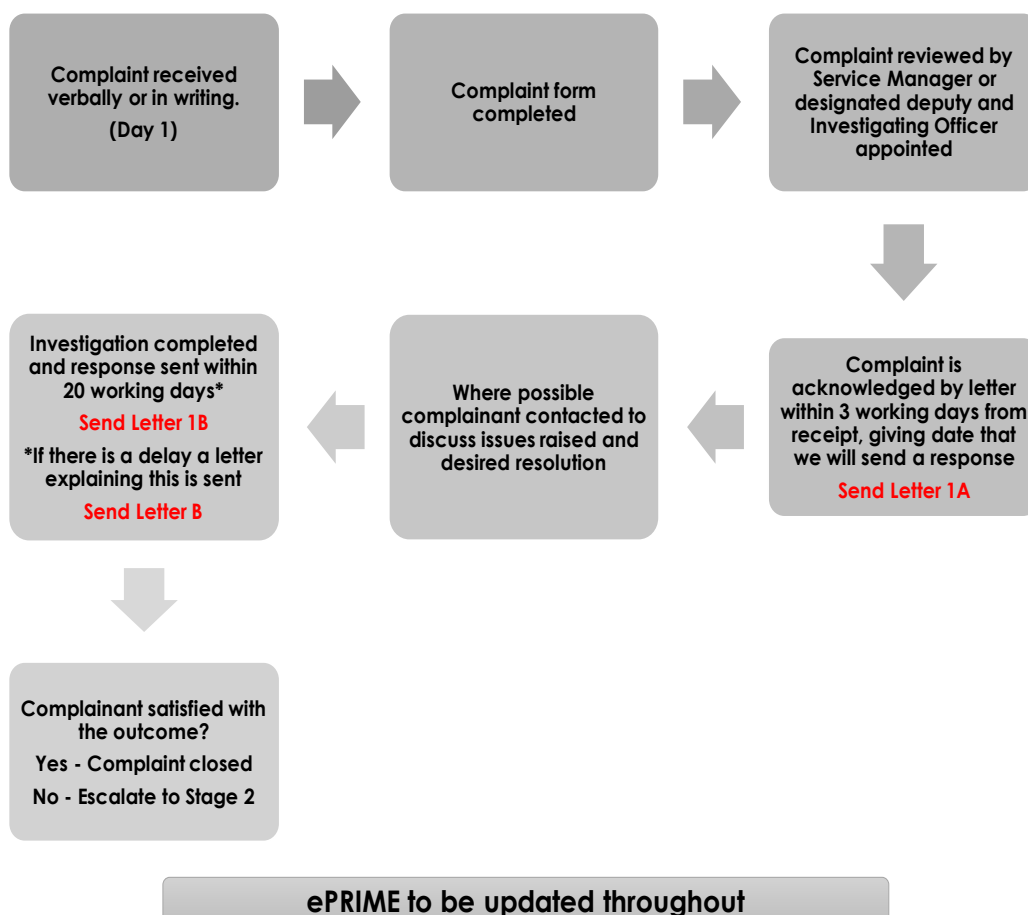 Complaint received
verbally or in writing.
(Day 1)
Complaint form
completed
Complaint reviewed by
Service Manager or
designated deputy and
Investigating Officer
appointed
Complaint is
acknowledged by letter
within 3 working days from
receipt, giving date that
we will send a response
Send Letter 1A
Where possible
complainant contacted to
discuss issues raised and
desired resolution
Investigation completed
and response sent within
20 working days*
Send Letter 1B
*If there is a delay a letter
explaining this is sent
Send Letter B
Complainant satisfied with
the outcome?
Yes - Complaint closed
No - Escalate to Stage 2
ePRIME to be updated throughout